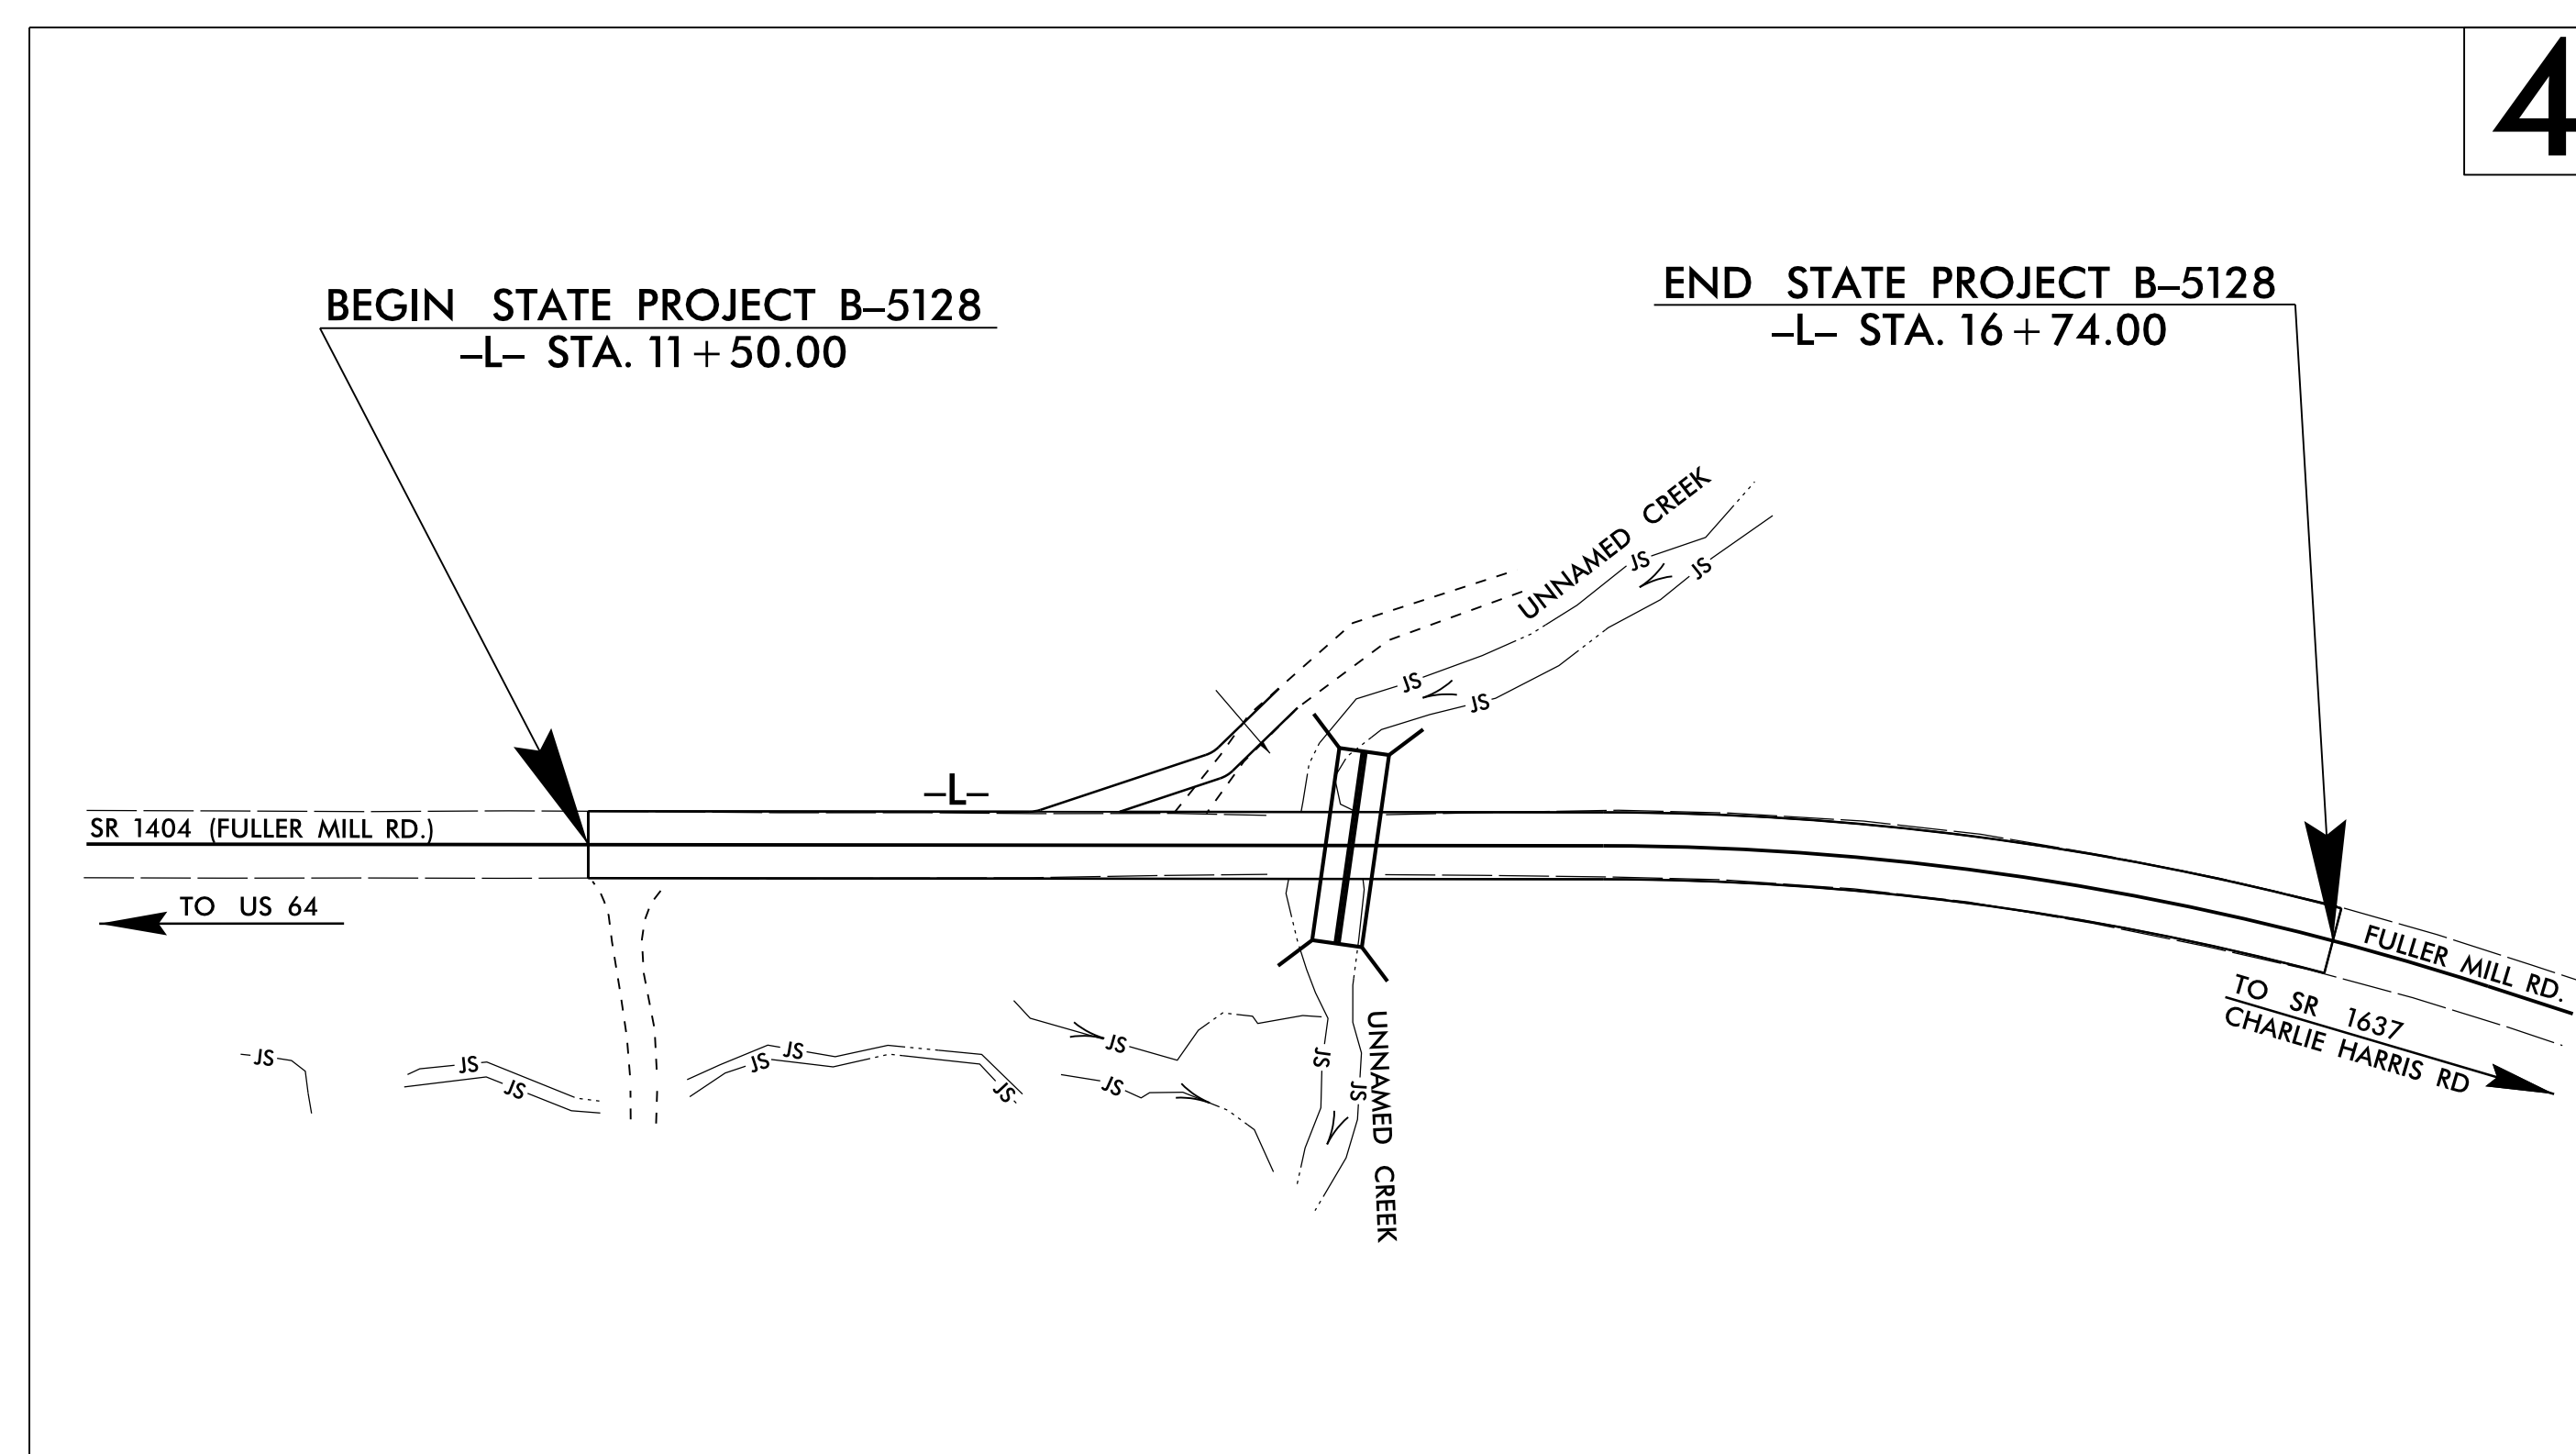 4
BEGIN STATE PROJECT B–5128
–L– STA. 11+50.00
END STATE PROJECT B–5128
–L– STA. 16+74.00
UNNAMED CREEK
JS
JS
JS
JS
–L–
SR 1404 (FULLER MILL RD.)
TO US 64
FULLER MILL RD.
TO SR 1637
CHARLIE HARRIS RD
UNNAMED CREEK
JS
JS
JS
JS
JS
JS
JS
JS
JS
JS
JS